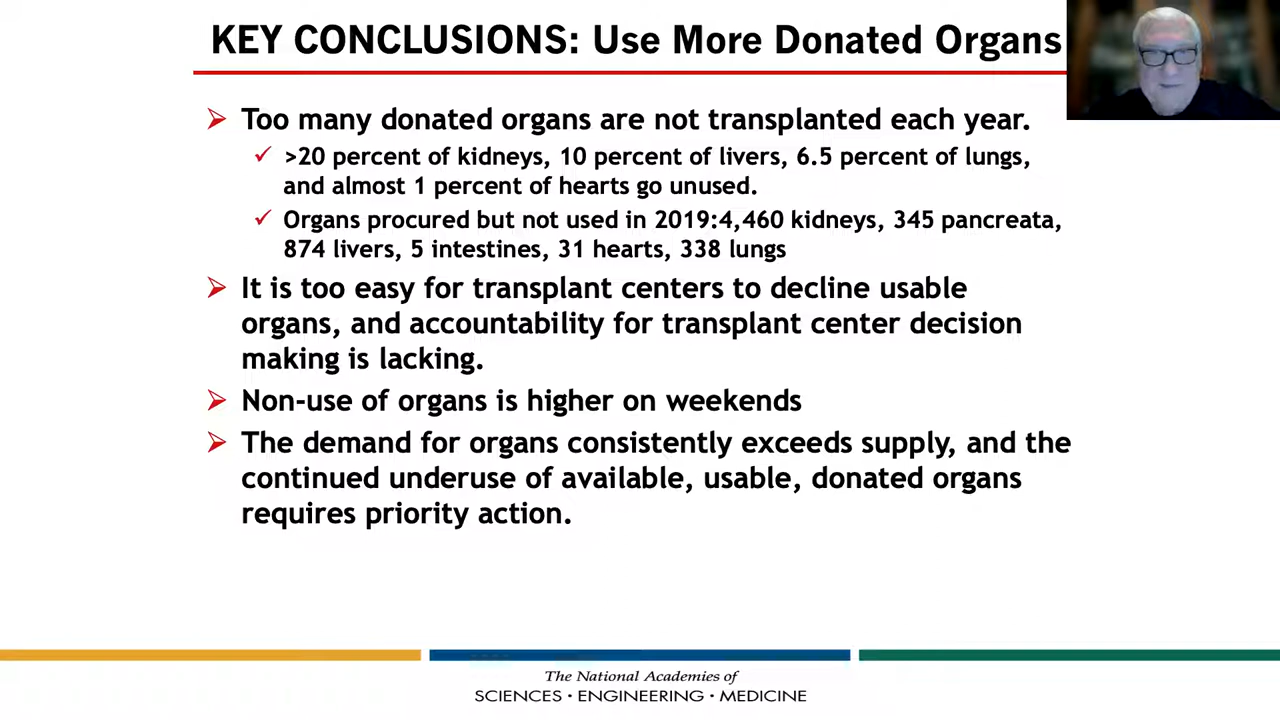 KEY CONCLUSIONS: Use More Donated Organs
Too many donated organs are not transplanted each year.
>20 percent of kidneys, 10 percent of livers, 6.5 percent of lungs,
and almost 1 percent of hearts go unused.
Organs procured but not used in 2019:4,460 kidneys, 345 pancreata,
874 livers, 5 intestines, 31 hearts, 338 lungs
It is too easy for transplant centers to decline usable
organs, and accountability for transplant center decision
making is lacking.
Non-use of organs is higher on weekends
The demand for organs consistently exceeds supply, and the
continued underuse of available, usable, donated organs
requires priority action.
The National Academies of
SCIENCES • ENGINEERING • MEDICINE